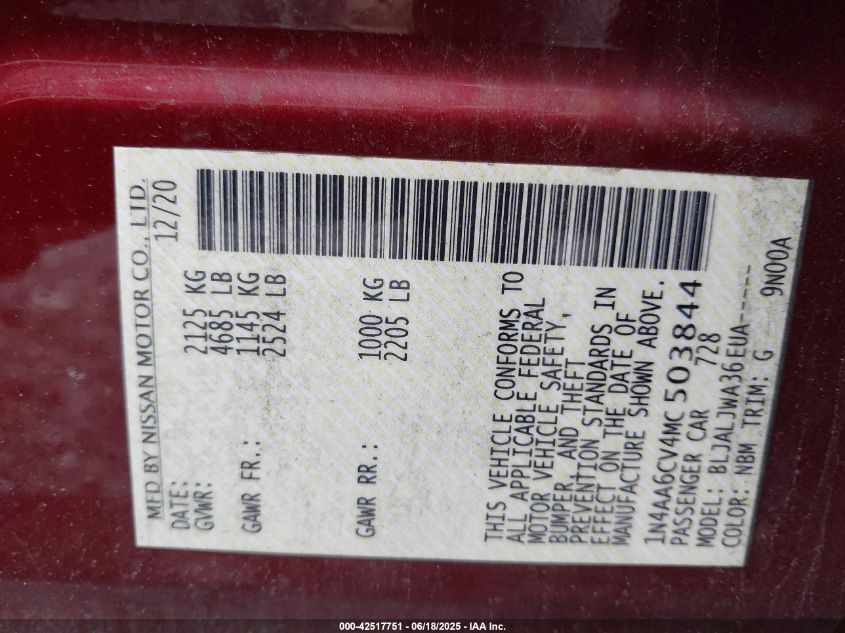 MFD BY NISSAN MOTOR CO., LTD.
DATE: 12/20
GVWR: 2125 KG
4685 LB
GAWR FR.: 1145 KG
2524 LB
GAWR RR.: 1000 KG
2205 LB
THIS VEHICLE CONFORMS TO
ALL APPLICABLE FEDERAL
MOTOR VEHICLE SAFETY,
BUMPER, AND THEFT
PREVENTION STANDARDS IN
EFFECT ON THE DATE OF
MANUFACTURE SHOWN ABOVE.
1N4AA6CV4MC503844
PASSENGER CAR 728
MODEL: BLJALJWA36EUA-----
COLOR: NBM TRIM: G 9N00A
000-42517751 - 06/18/2025 - IAA Inc.